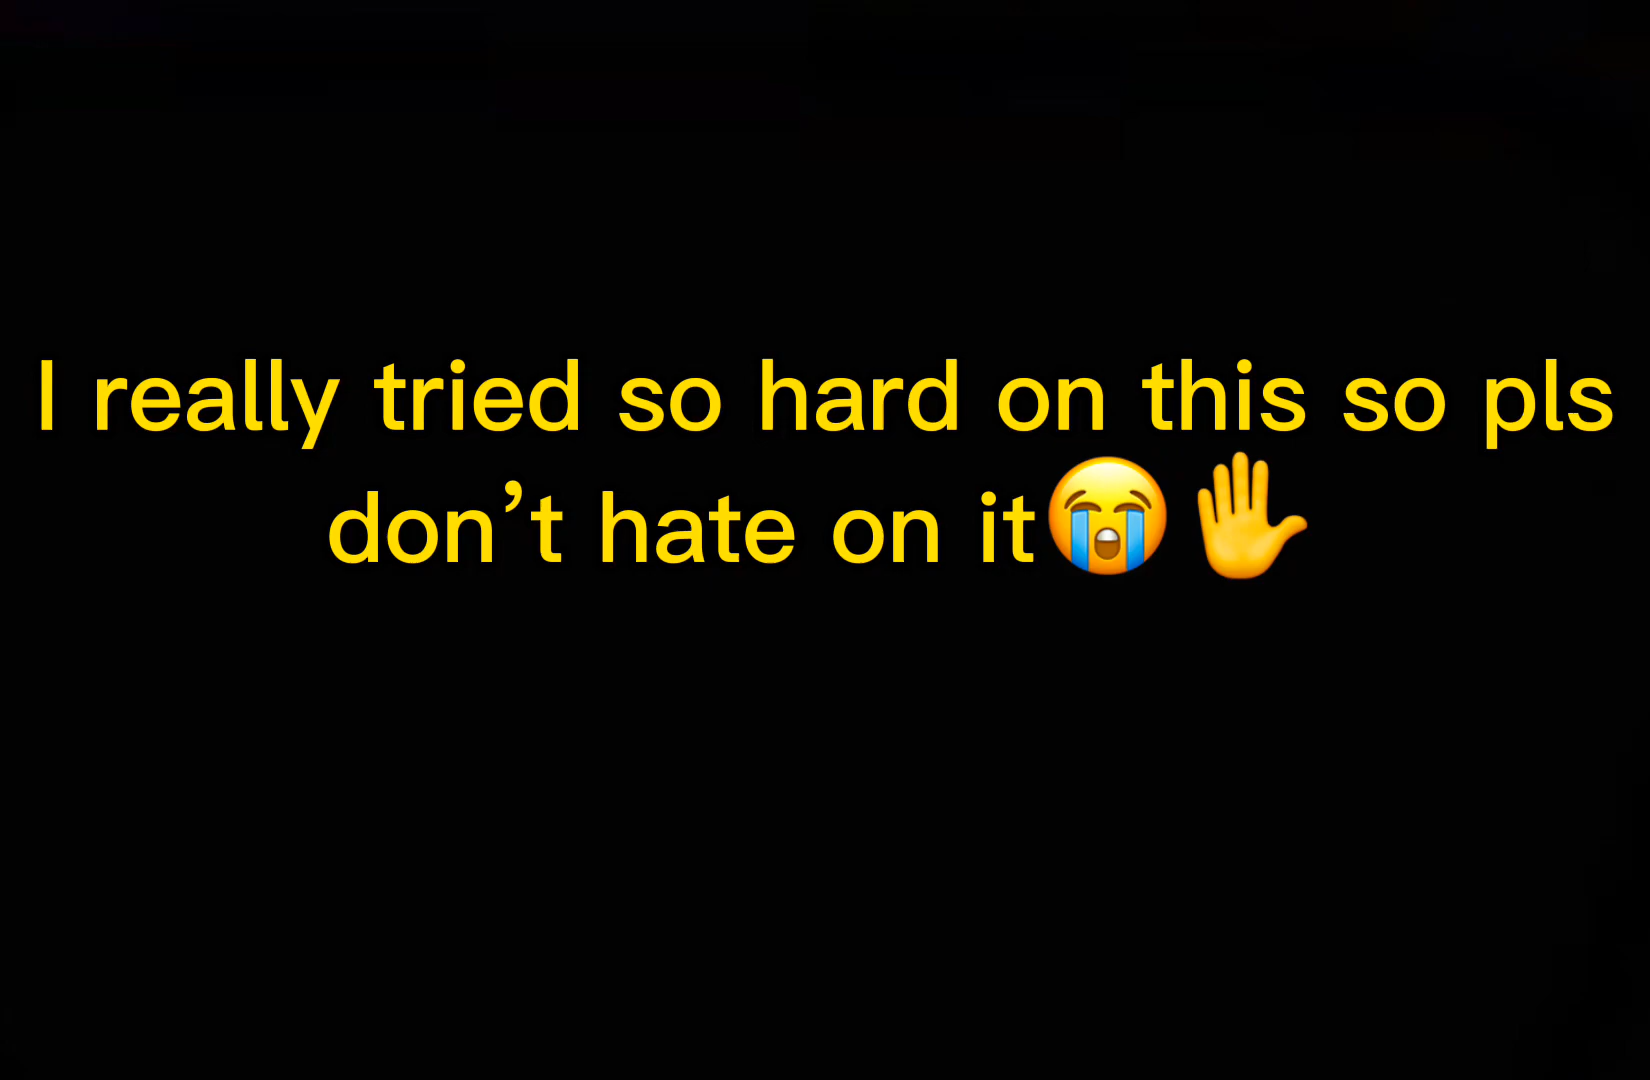 I really tried so hard on this so pls
don’t hate on it😭✋